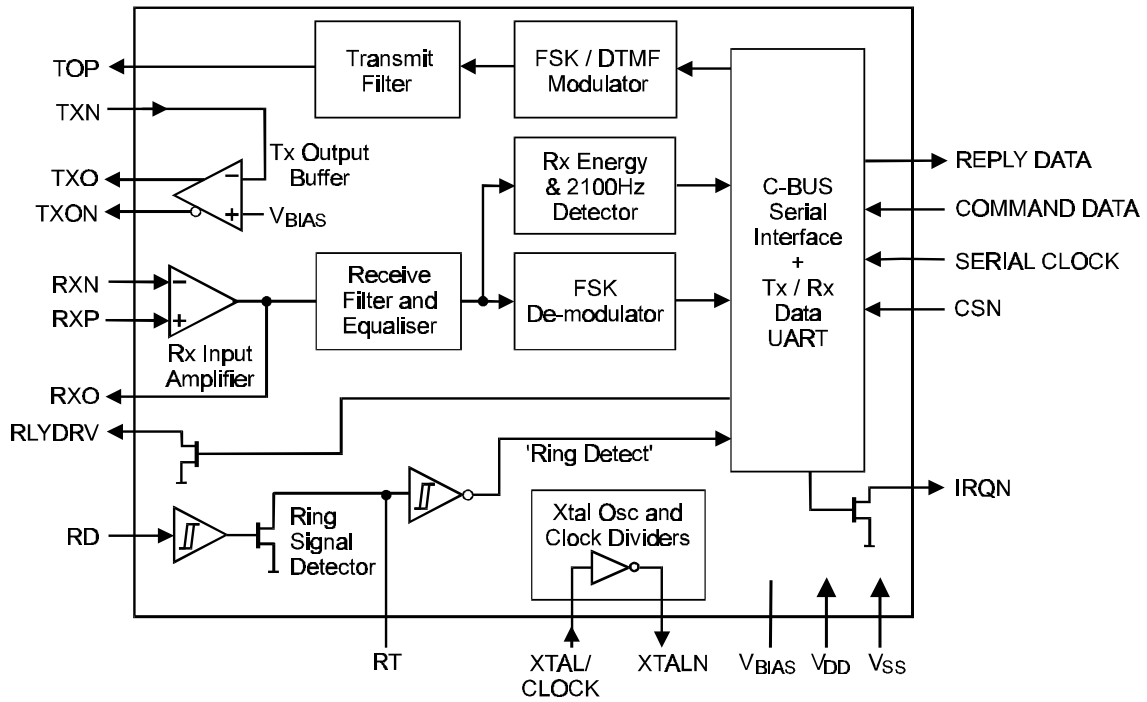 TOP
Transmit
Filter
FSK / DTMF
Modulator
TXN
Tx Output
Buffer
TXO
TXON
−
+
VBIAS
Rx Energy
& 2100Hz
Detector
C-BUS
Serial
Interface
+
Tx / Rx
Data
UART
REPLY DATA
COMMAND DATA
SERIAL CLOCK
CSN
RXN
RXP
−
+
Rx Input
Amplifier
Receive
Filter and
Equaliser
FSK
De-modulator
RXO
RLYDRV
'Ring Detect'
RD
Ring
Signal
Detector
Xtal Osc and
Clock Dividers
IRQN
RT
XTAL/
CLOCK
XTALN
VBIAS
VDD
VSS